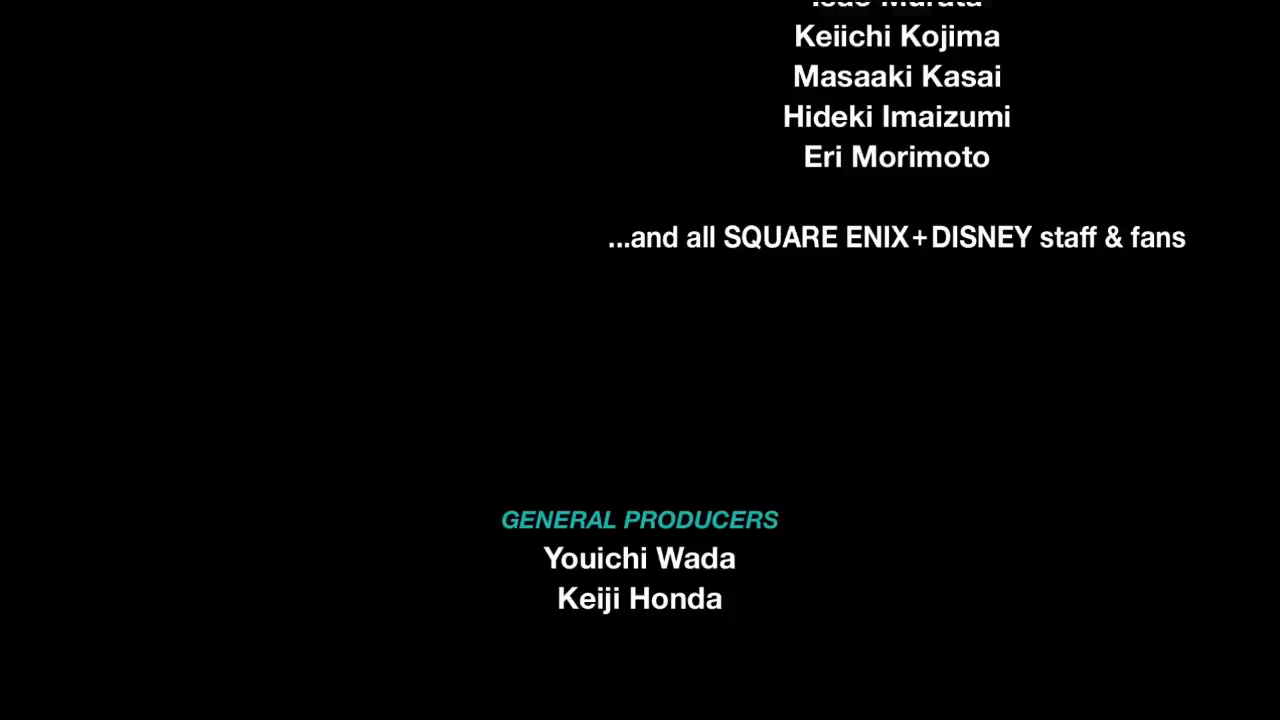 Keiichi Kojima
Masaaki Kasai
Hideki Imaizumi
Eri Morimoto
...and all SQUARE ENIX+DISNEY staff & fans
GENERAL PRODUCERS
Youichi Wada
Keiji Honda